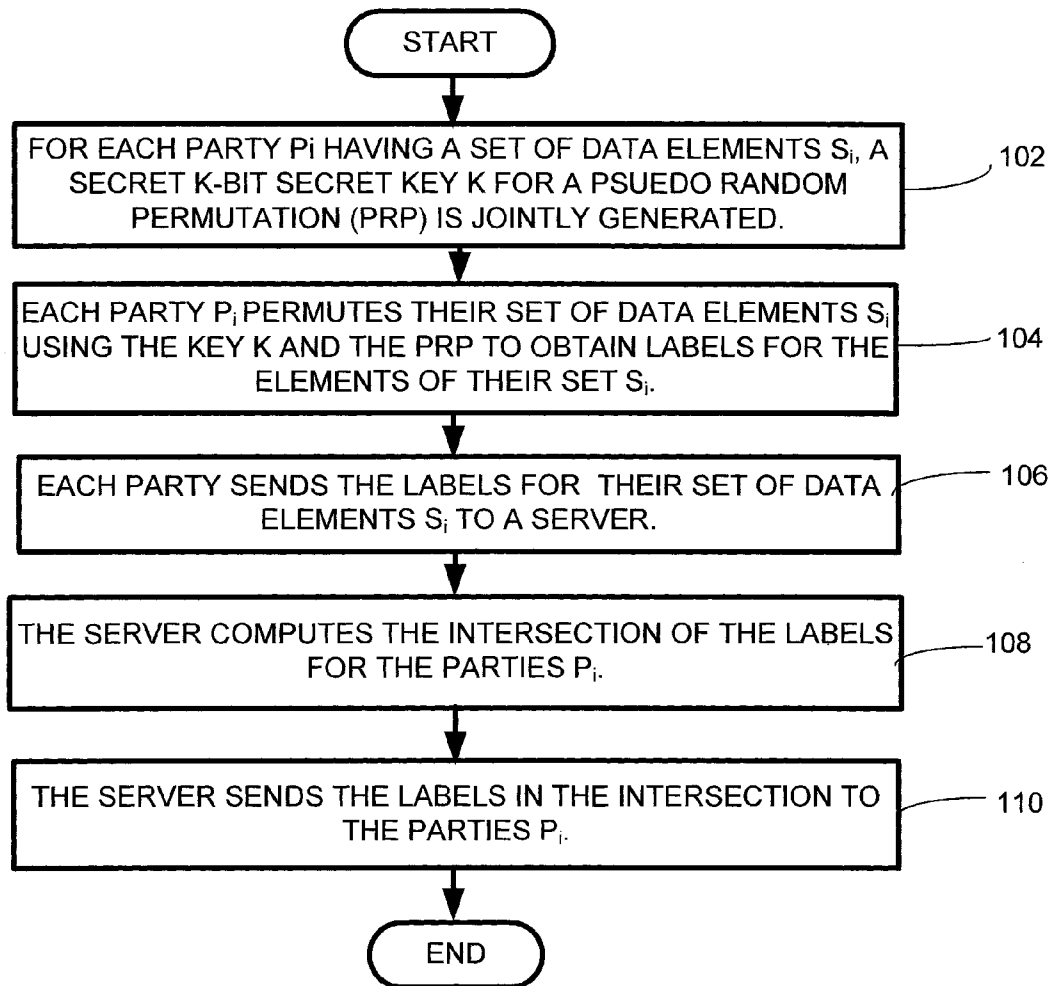 START
FOR EACH PARTY Pi HAVING A SET OF DATA ELEMENTS Si, A
SECRET K-BIT SECRET KEY K FOR A PSUEDO RANDOM
PERMUTATION (PRP) IS JOINTLY GENERATED.
102
EACH PARTY Pi PERMUTES THEIR SET OF DATA ELEMENTS Si
USING THE KEY K AND THE PRP TO OBTAIN LABELS FOR THE
ELEMENTS OF THEIR SET Si.
104
EACH PARTY SENDS THE LABELS FOR THEIR SET OF DATA
ELEMENTS Si TO A SERVER.
106
THE SERVER COMPUTES THE INTERSECTION OF THE LABELS
FOR THE PARTIES Pi.
108
THE SERVER SENDS THE LABELS IN THE INTERSECTION TO
THE PARTIES Pi.
110
END